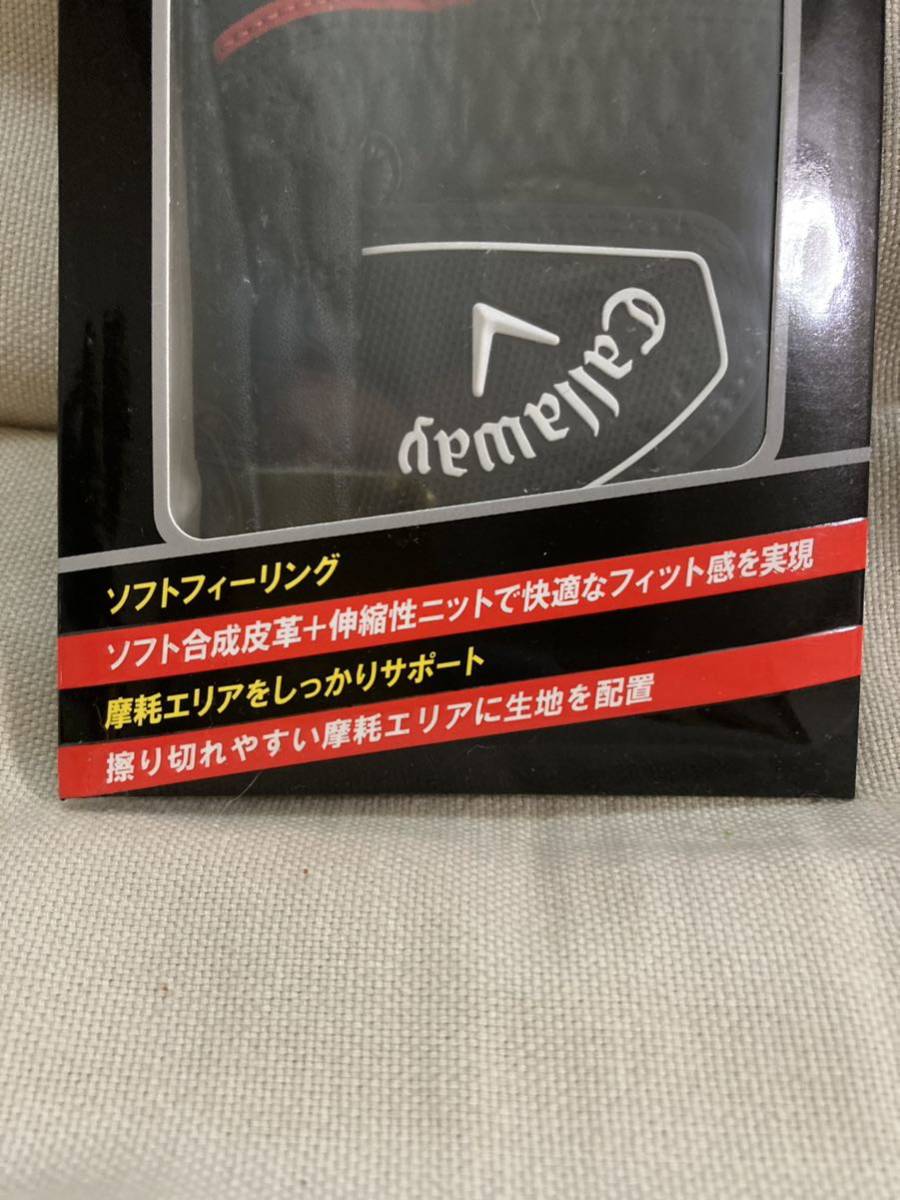 Callaway
ソフトフィーリング
ソフト合成皮革+伸縮性ニットで快適なフィット感を実現
摩耗エリアをしっかりサポート
擦り切れやすい摩耗エリアに生地を配置